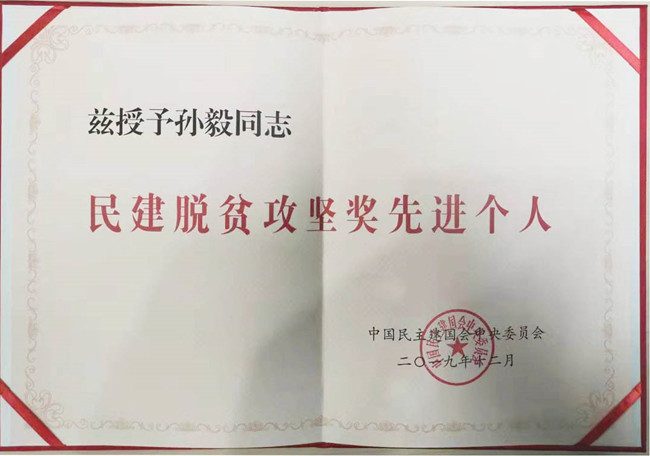 兹授予孙毅同志
民建脱贫攻坚奖先进个人
中国民主建国会中央委员会
二〇一九年十二月